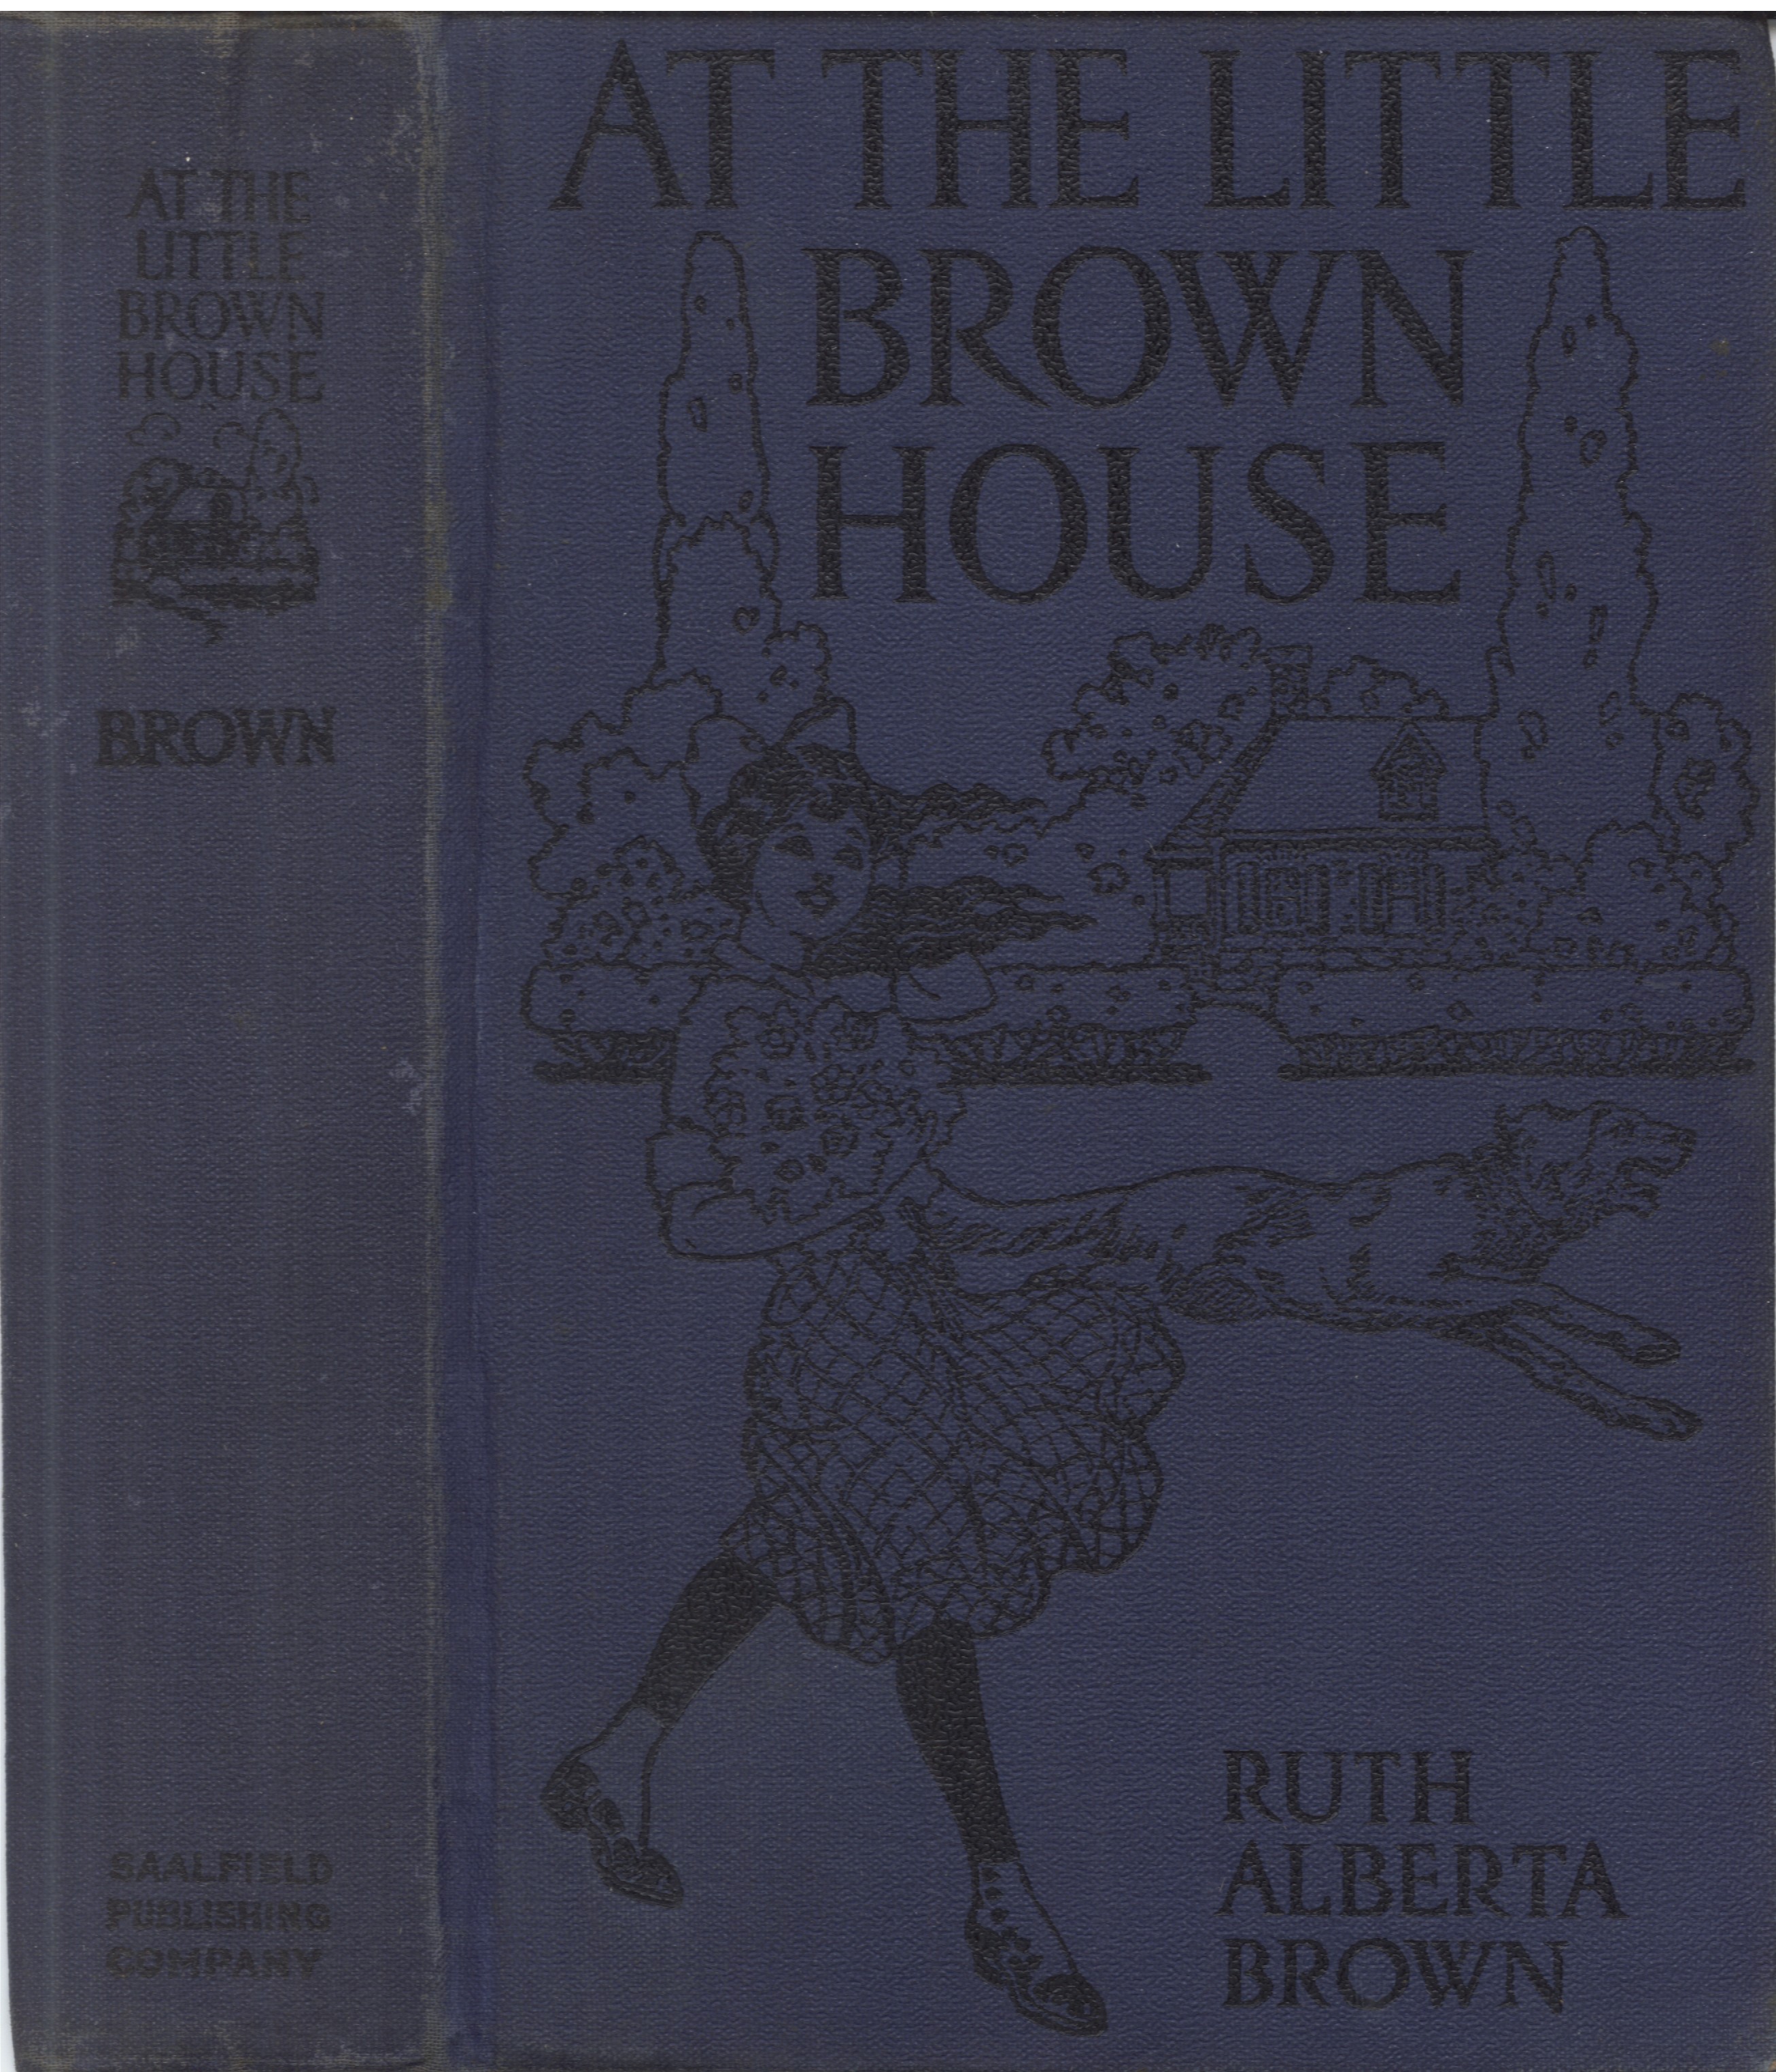 AT THE
LITTLE
BROWN
HOUSE
BROWN
SAALFIELD
PUBLISHING
COMPANY
AT THE LITTLE
BROWN
HOUSE
RUTH
ALBERTA
BROWN